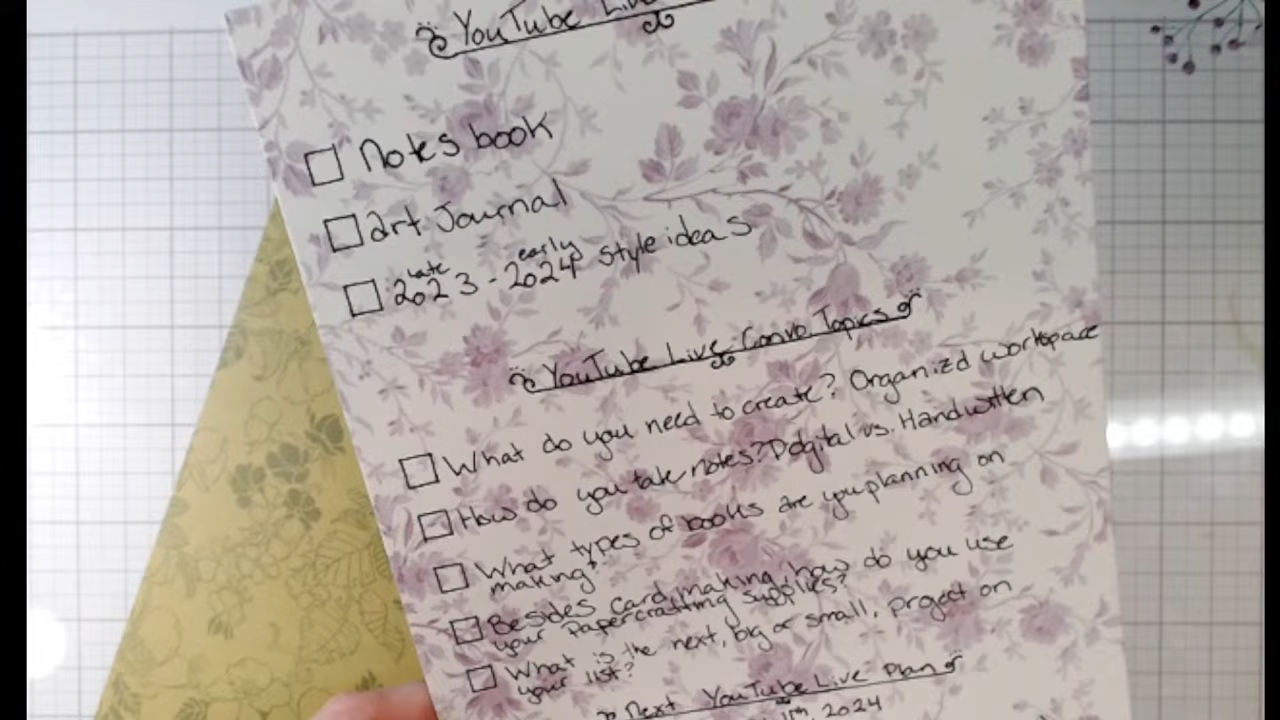 YouTube Live
Notes book
art Journal
late early
2023 - 2024 Style ideas
YouTube Live Convo Topics
What do you need to create? Organizd workspace
How do you take notes? Dogital vs. Handwritten
What types of books are you planning on
making?
Besides card making, how do you use
your papercrafting supplies?
What is the next, big or small, project on
your list?
Next YouTube Live Plan
11th, 2024